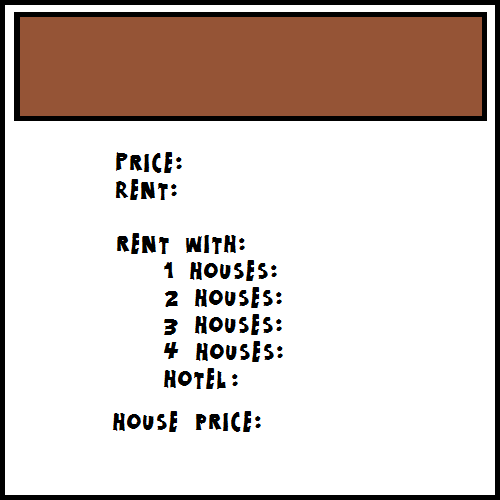 PRICE:
RENT:
RENT WITH:
1 HOUSES:
2 HOUSES:
3 HOUSES:
4 HOUSES:
HOTEL:
HOUSE PRICE: